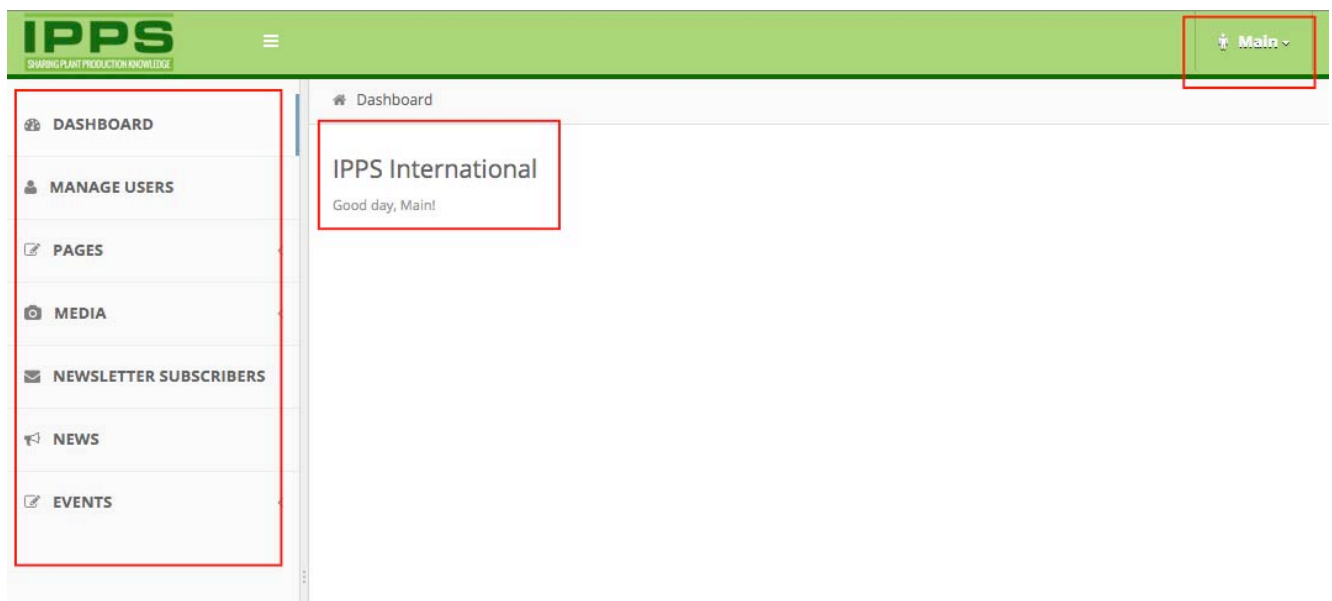 IPPS
SHARING PLANT PRODUCTION KNOWLEDGE
Main
Dashboard
DASHBOARD
MANAGE USERS
PAGES
MEDIA
NEWSLETTER SUBSCRIBERS
NEWS
EVENTS
IPPS International
Good day, Main!